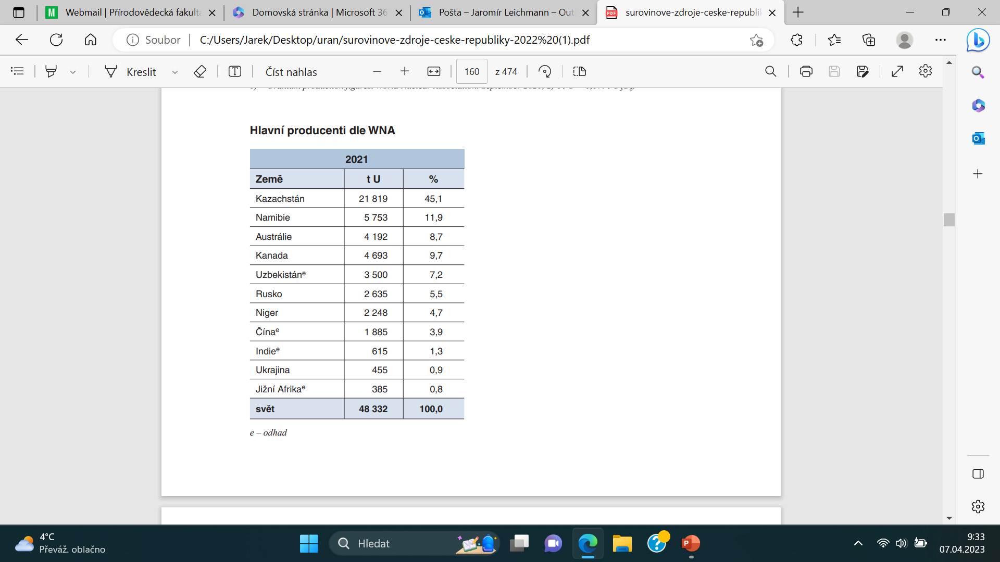 Webmail | Přírodovědecká fakulta
Domovská stránka | Microsoft 36
Pošta – Jaromír Leichmann – Out
surovinove-zdroje-ceske-republik
Soubor
C:/Users/Jarek/Desktop/uran/surovinove-zdroje-ceske-republiky-2022%20(1).pdf
Kreslit
Číst nahlas
160
z 474
Hlavní producenti dle WNA
2021
Země t U %
Kazachstán 21 819 45,1
Namibie 5 753 11,9
Austrálie 4 192 8,7
Kanada 4 693 9,7
Uzbekistánᵉ 3 500 7,2
Rusko 2 635 5,5
Niger 2 248 4,7
Čínaᵉ 1 885 3,9
Indieᵉ 615 1,3
Ukrajina 455 0,9
Jižní Afrikaᵉ 385 0,8
svět 48 332 100,0
e – odhad
4°C
Převáž. oblačno
Hledat
9:33
07.04.2023